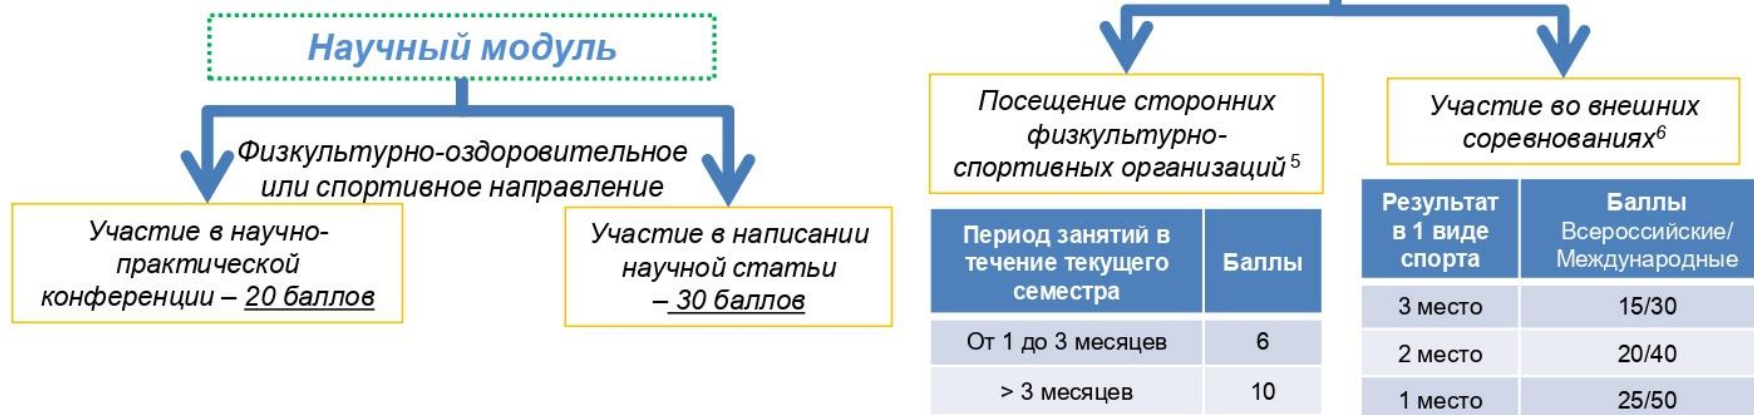 Научный модуль
Физкультурно-оздоровительное
или спортивное направление
Участие в научно-
практической
конференции – 20 баллов
Участие в написании
научной статьи
– 30 баллов
Посещение сторонних
физкультурно-
спортивных организаций 5
Период занятий в
течение текущего
семестра
Баллы
От 1 до 3 месяцев 6
> 3 месяцев 10
Участие во внешних
соревнованиях6
Результат
в 1 виде
спорта
Баллы
Всероссийские/
Международные
3 место 15/30
2 место 20/40
1 место 25/50